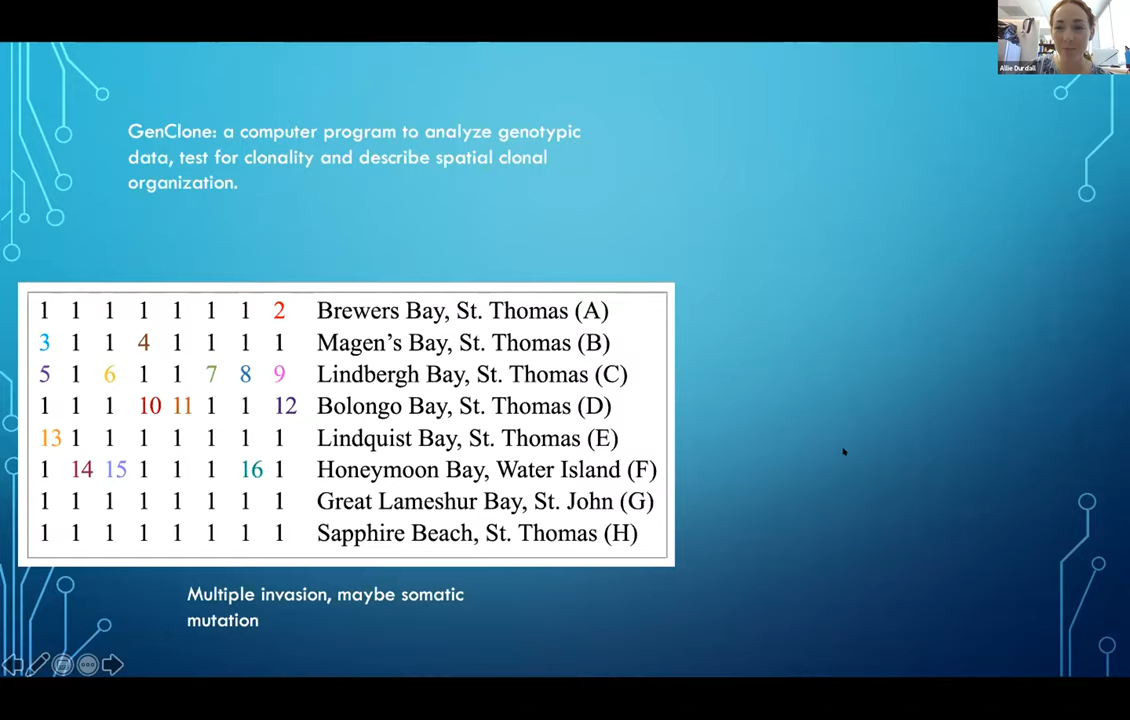 Allie Durdall
GenClone: a computer program to analyze genotypic
data, test for clonality and describe spatial clonal
organization.
1 1 1 1 1 1 1 2 Brewers Bay, St. Thomas (A)
3 1 1 4 1 1 1 1 Magen's Bay, St. Thomas (B)
5 1 6 1 1 7 8 9 Lindbergh Bay, St. Thomas (C)
1 1 1 10 11 1 1 12 Bolongo Bay, St. Thomas (D)
13 1 1 1 1 1 1 1 Lindquist Bay, St. Thomas (E)
1 14 15 1 1 1 16 1 Honeymoon Bay, Water Island (F)
1 1 1 1 1 1 1 1 Great Lameshur Bay, St. John (G)
1 1 1 1 1 1 1 1 Sapphire Beach, St. Thomas (H)
Multiple invasion, maybe somatic
mutation